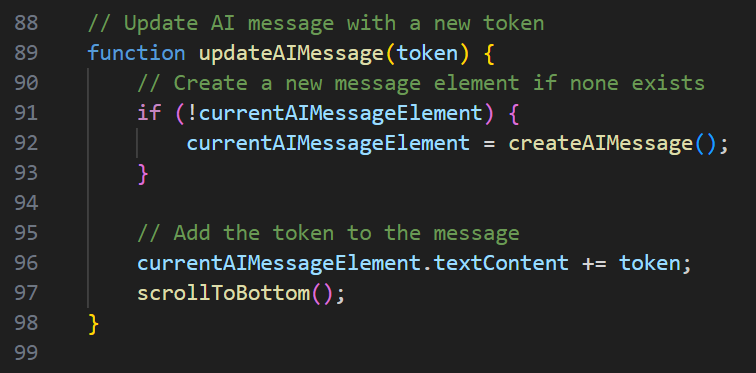 88 // Update AI message with a new token
89 function updateAIMessage(token) {
90     // Create a new message element if none exists
91     if (!currentAIMessageElement) {
92         currentAIMessageElement = createAIMessage();
93     }
94
95     // Add the token to the message
96     currentAIMessageElement.textContent += token;
97     scrollToBottom();
98 }
99